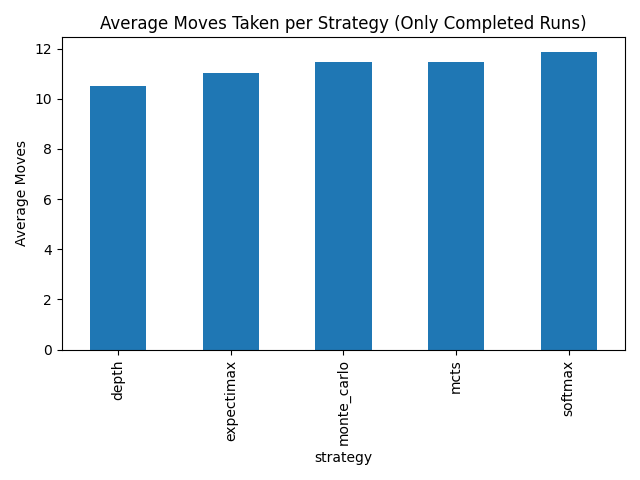 Average Moves Taken per Strategy (Only Completed Runs)
12
10
8
6
4
2
0
Average Moves
depth
expectimax
monte_carlo
mcts
softmax
strategy